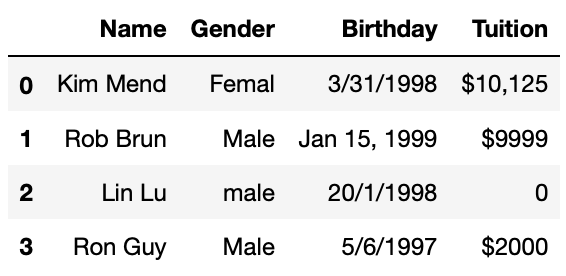 Name Gender Birthday Tuition
0 Kim Mend Femal 3/31/1998 $10,125
1 Rob Brun Male Jan 15, 1999 $9999
2 Lin Lu male 20/1/1998 0
3 Ron Guy Male 5/6/1997 $2000